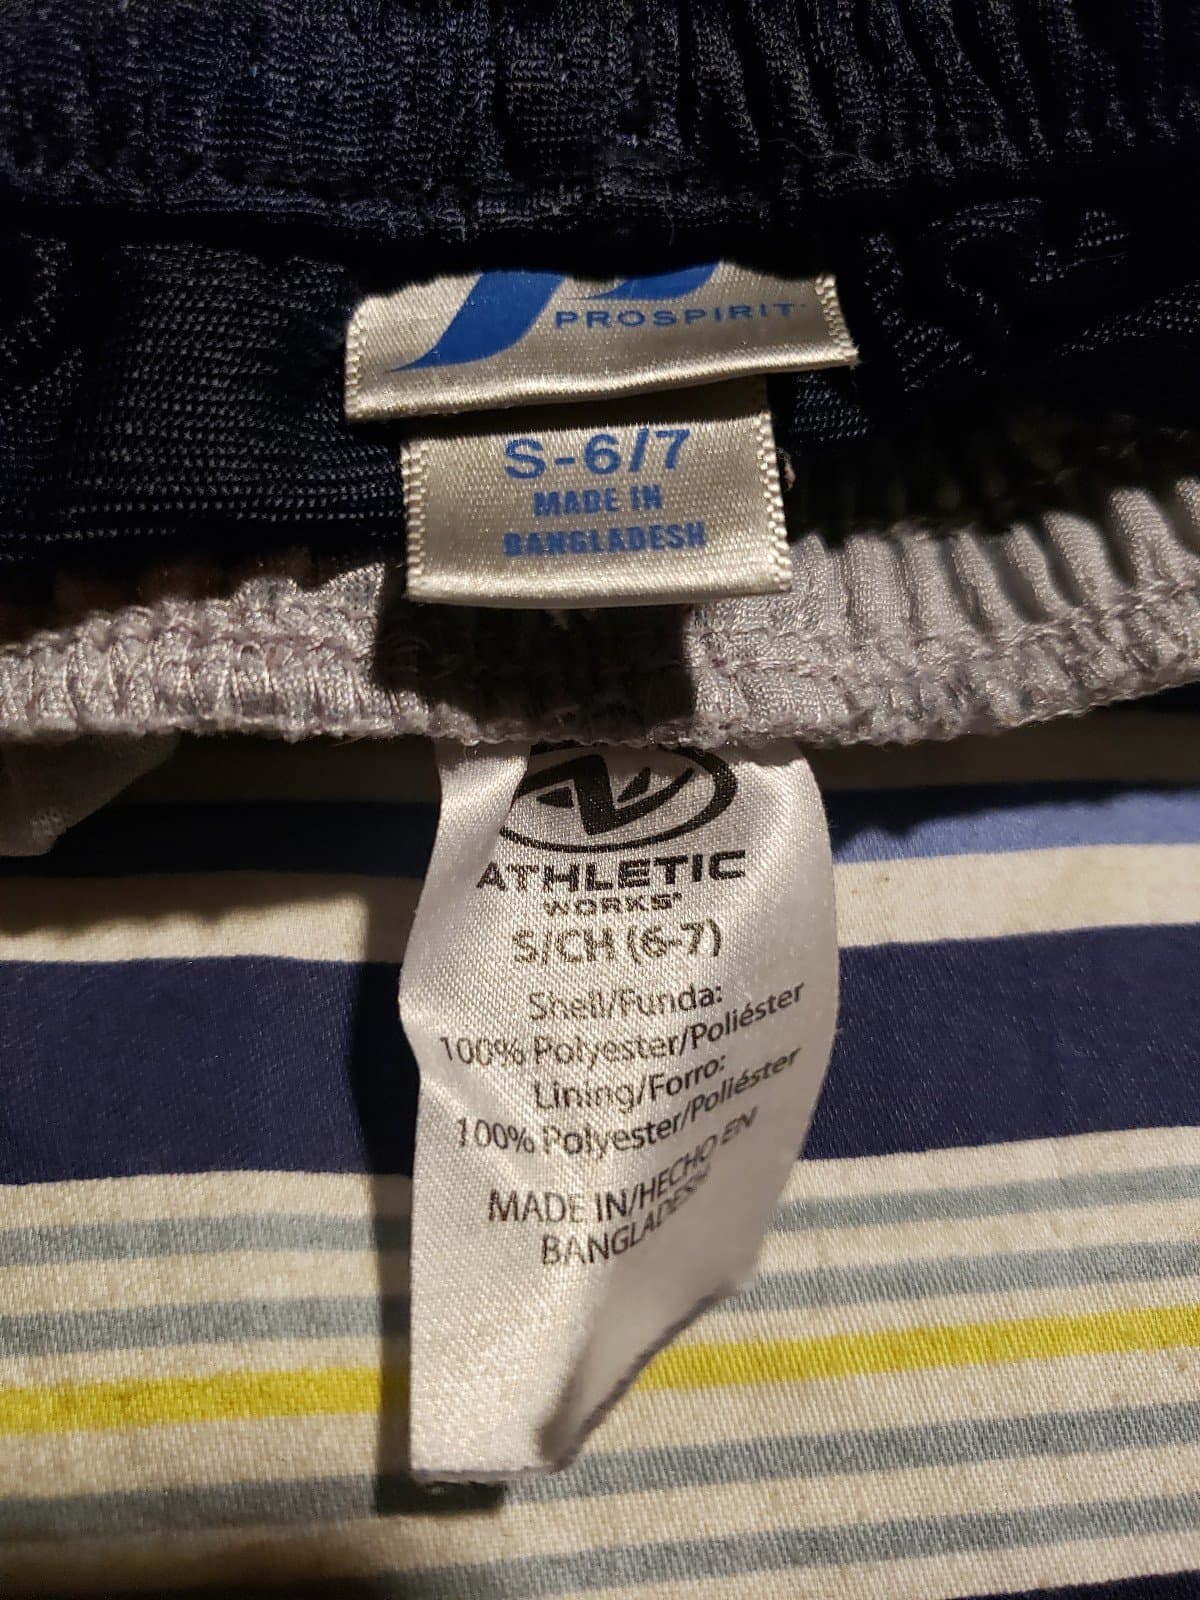 PROSPIRIT
S-6/7
MADE IN
BANGLADESH
ATHLETIC
WORKS
S/CH (6-7)
Shell/Funda:
100% Polyester/Poliéster
Lining/Forro:
100% Polyester/Poliéster
MADE IN/HECHO EN
BANGLADESH